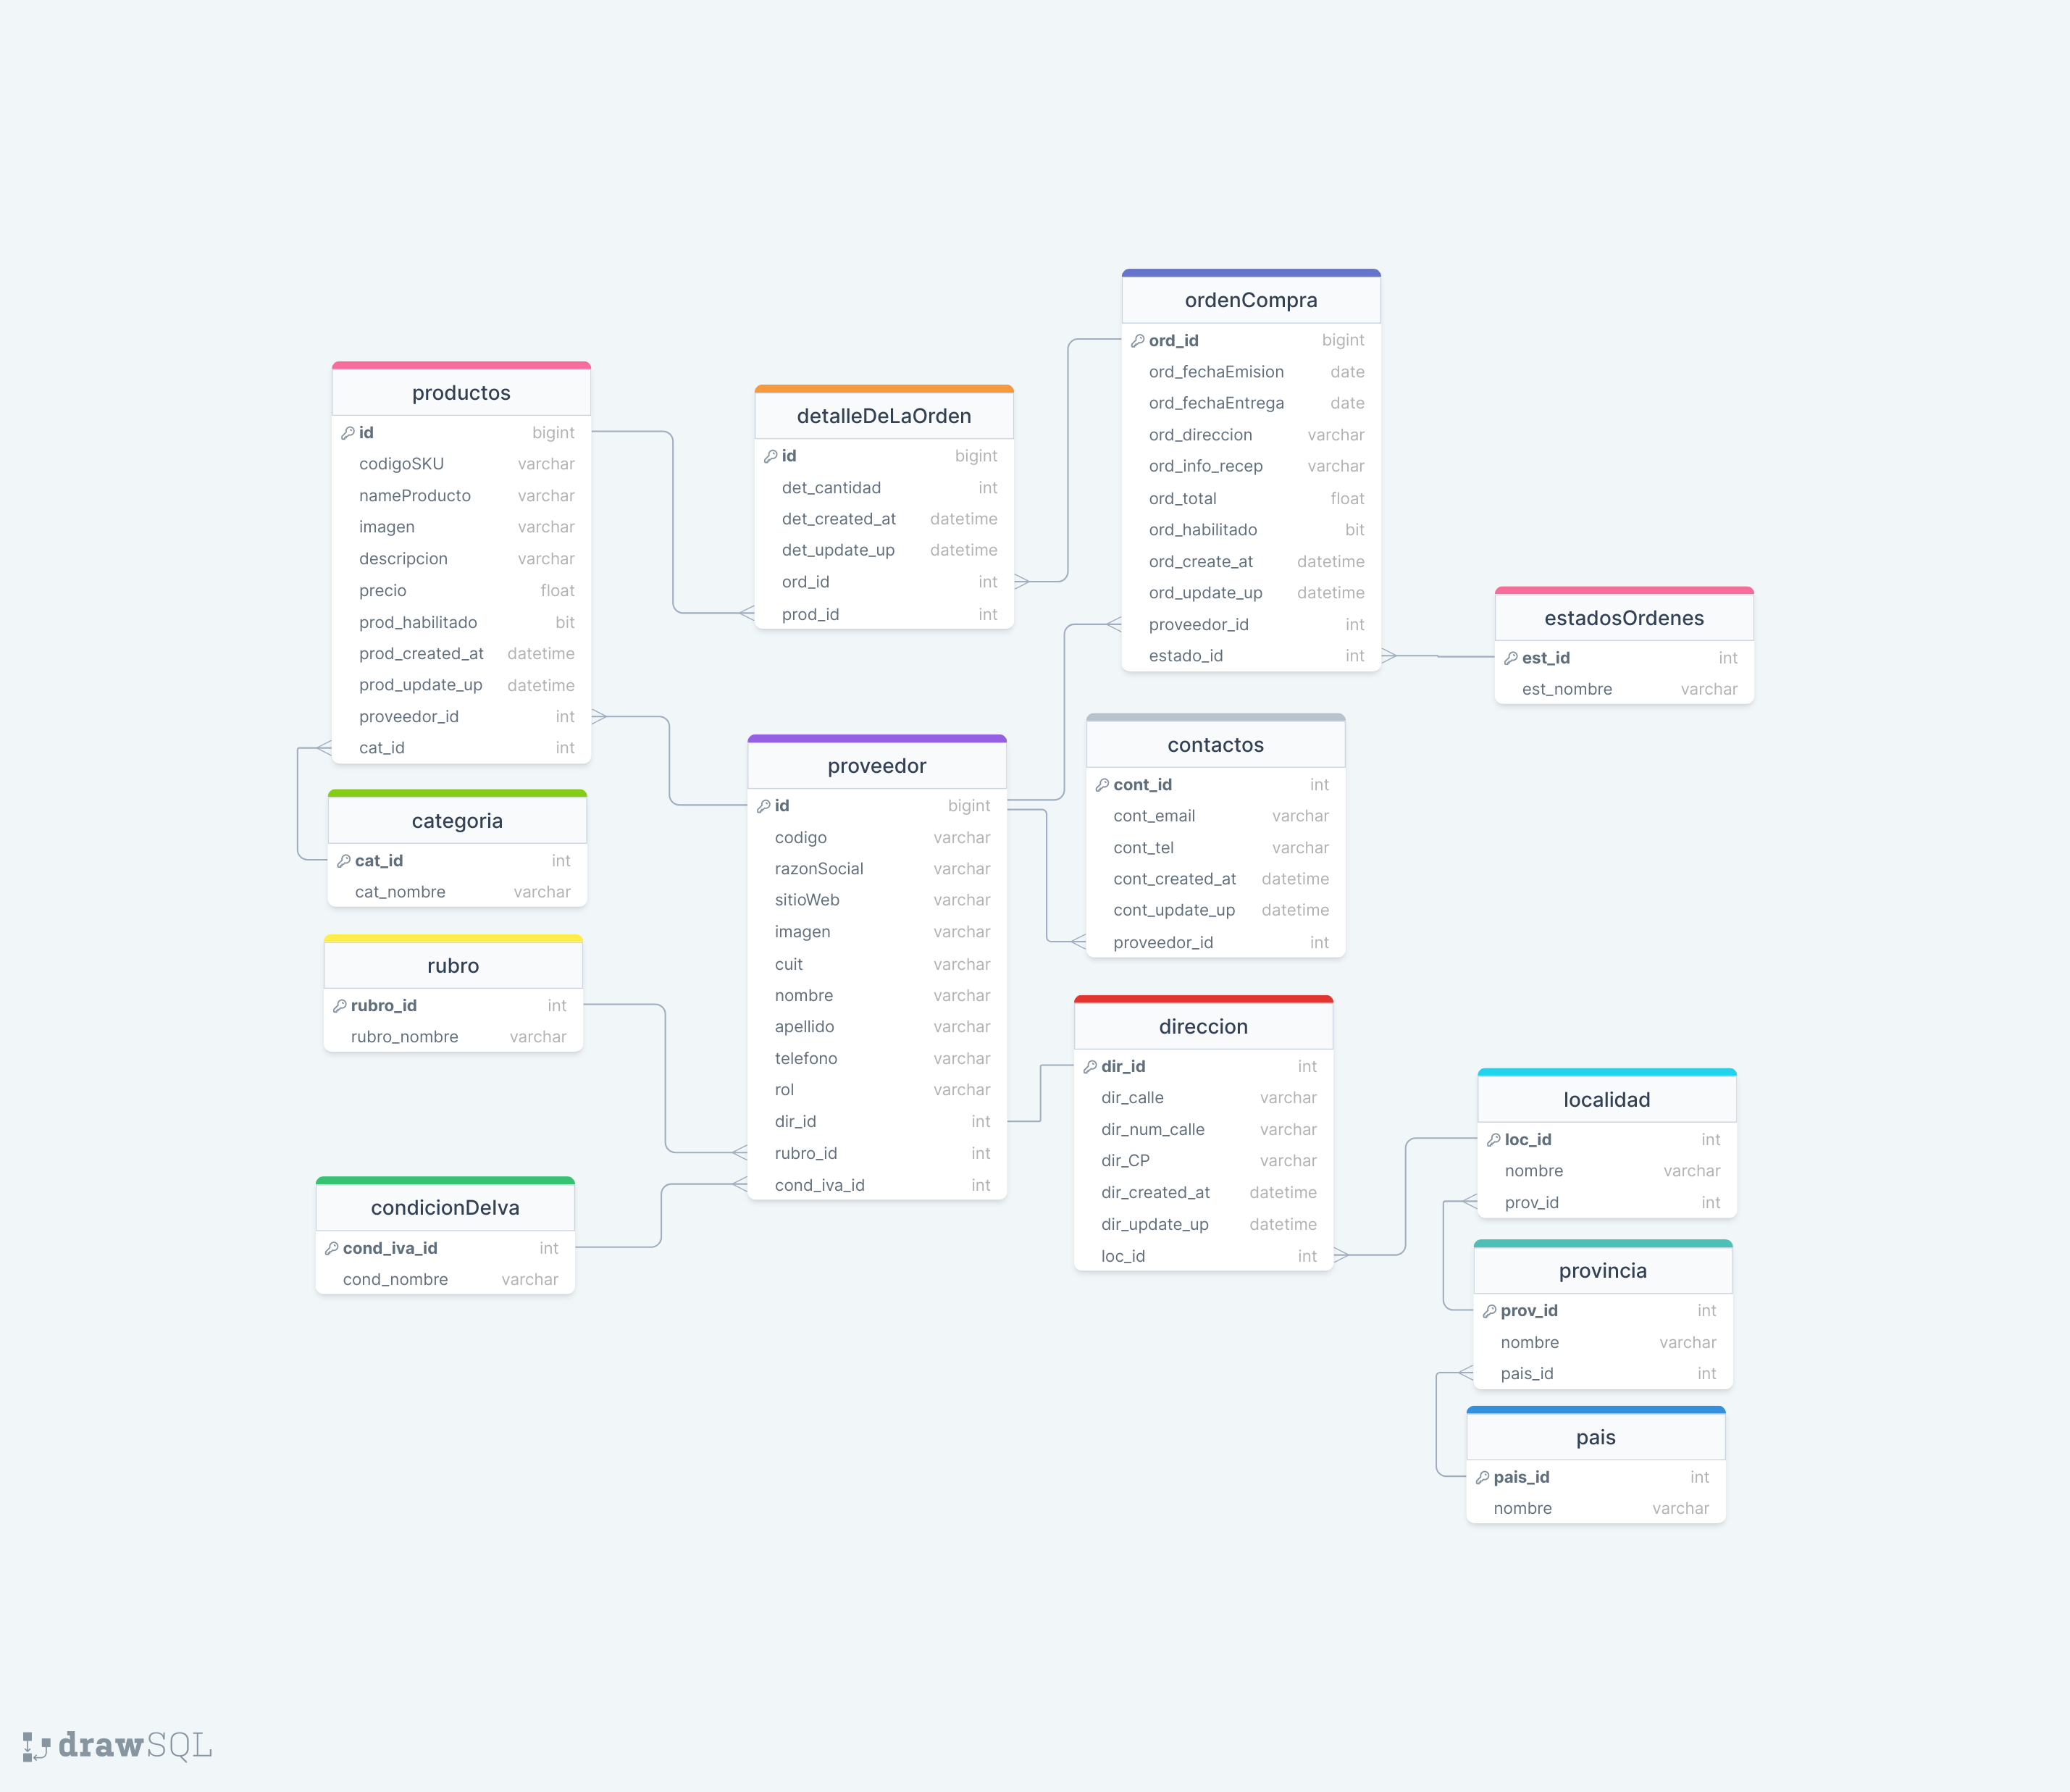 ordenCompra
ord_id bigint
ord_fechaEmision date
ord_fechaEntrega date
ord_direccion varchar
ord_info_recep varchar
ord_total float
ord_habilitado bit
ord_create_at datetime
ord_update_up datetime
proveedor_id int
estado_id int
productos
id bigint
codigoSKU varchar
nameProducto varchar
imagen varchar
descripcion varchar
precio float
prod_habilitado bit
prod_created_at datetime
prod_update_up datetime
proveedor_id int
cat_id int
detalleDeLaOrden
id bigint
det_cantidad int
det_created_at datetime
det_update_up datetime
ord_id int
prod_id int
estadosOrdenes
est_id int
est_nombre varchar
contactos
cont_id int
cont_email varchar
cont_tel varchar
cont_created_at datetime
cont_update_up datetime
proveedor_id int
proveedor
id bigint
codigo varchar
razonSocial varchar
sitioWeb varchar
imagen varchar
cuit varchar
nombre varchar
apellido varchar
telefono varchar
rol varchar
dir_id int
rubro_id int
cond_iva_id int
categoria
cat_id int
cat_nombre varchar
rubro
rubro_id int
rubro_nombre varchar
direccion
dir_id int
dir_calle varchar
dir_num_calle varchar
dir_CP varchar
dir_created_at datetime
dir_update_up datetime
loc_id int
localidad
loc_id int
nombre varchar
prov_id int
condicionDeIva
cond_iva_id int
cond_nombre varchar
provincia
prov_id int
nombre varchar
pais_id int
pais
pais_id int
nombre varchar
drawSQL